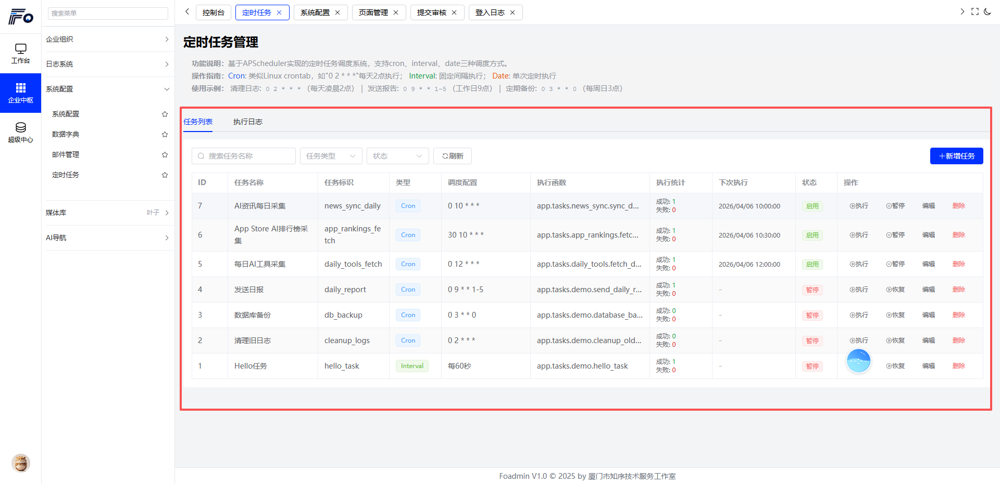 Fo
搜索菜单
控制台
定时任务
系统配置
页面管理
提交审核
登入日志
工作台
企业中枢
超级中心
企业组织
日志系统
系统配置
系统配置
数据字典
邮件管理
定时任务
媒体库 叶子
AI导航
定时任务管理
功能说明：基于APScheduler实现的定时任务调度系统，支持cron、interval、date三种调度方式。
操作指南：Cron: 类似Linux crontab，如"0 2 * * *"每天2点执行； Interval: 固定间隔执行； Date: 单次定时执行
使用示例： 清理日志: 0 2 * * * （每天凌晨2点） | 发送报告: 0 9 * * 1-5 （工作日9点） | 定期备份: 0 3 * * 0 （每周日3点）
任务列表 执行日志
搜索任务名称 任务类型 状态 刷新 新增任务
ID 任务名称 任务标识 类型 调度配置 执行函数 执行统计 下次执行 状态 操作
7 AI资讯每日采集 news_sync_daily Cron 0 10 * * * app.tasks.news_sync.sync_d... 成功: 1 失败: 0 2026/04/06 10:00:00 启用 执行 暂停 编辑 删除
6 App Store AI排行榜采集 app_rankings_fetch Cron 30 10 * * * app.tasks.app_rankings.fetc... 成功: 1 失败: 0 2026/04/06 10:30:00 启用 执行 暂停 编辑 删除
5 每日AI工具采集 daily_tools_fetch Cron 0 12 * * * app.tasks.daily_tools.fetch_d... 成功: 1 失败: 0 2026/04/06 12:00:00 启用 执行 暂停 编辑 删除
4 发送日报 daily_report Cron 0 9 * * 1-5 app.tasks.demo.send_daily_r... 成功: 1 失败: 0 - 暂停 执行 恢复 编辑 删除
3 数据库备份 db_backup Cron 0 3 * * 0 app.tasks.demo.database_ba... 成功: 0 失败: 0 - 暂停 执行 恢复 编辑 删除
2 清理旧日志 cleanup_logs Cron 0 2 * * * app.tasks.demo.cleanup_old... 成功: 0 失败: 0 - 暂停 执行 恢复 编辑 删除
1 Hello任务 hello_task Interval 每60秒 app.tasks.demo.hello_task 成功: 1 失败: 0 - 暂停 恢复 编辑 删除
Foadmin V1.0 © 2025 by 厦门市知序技术服务工作室